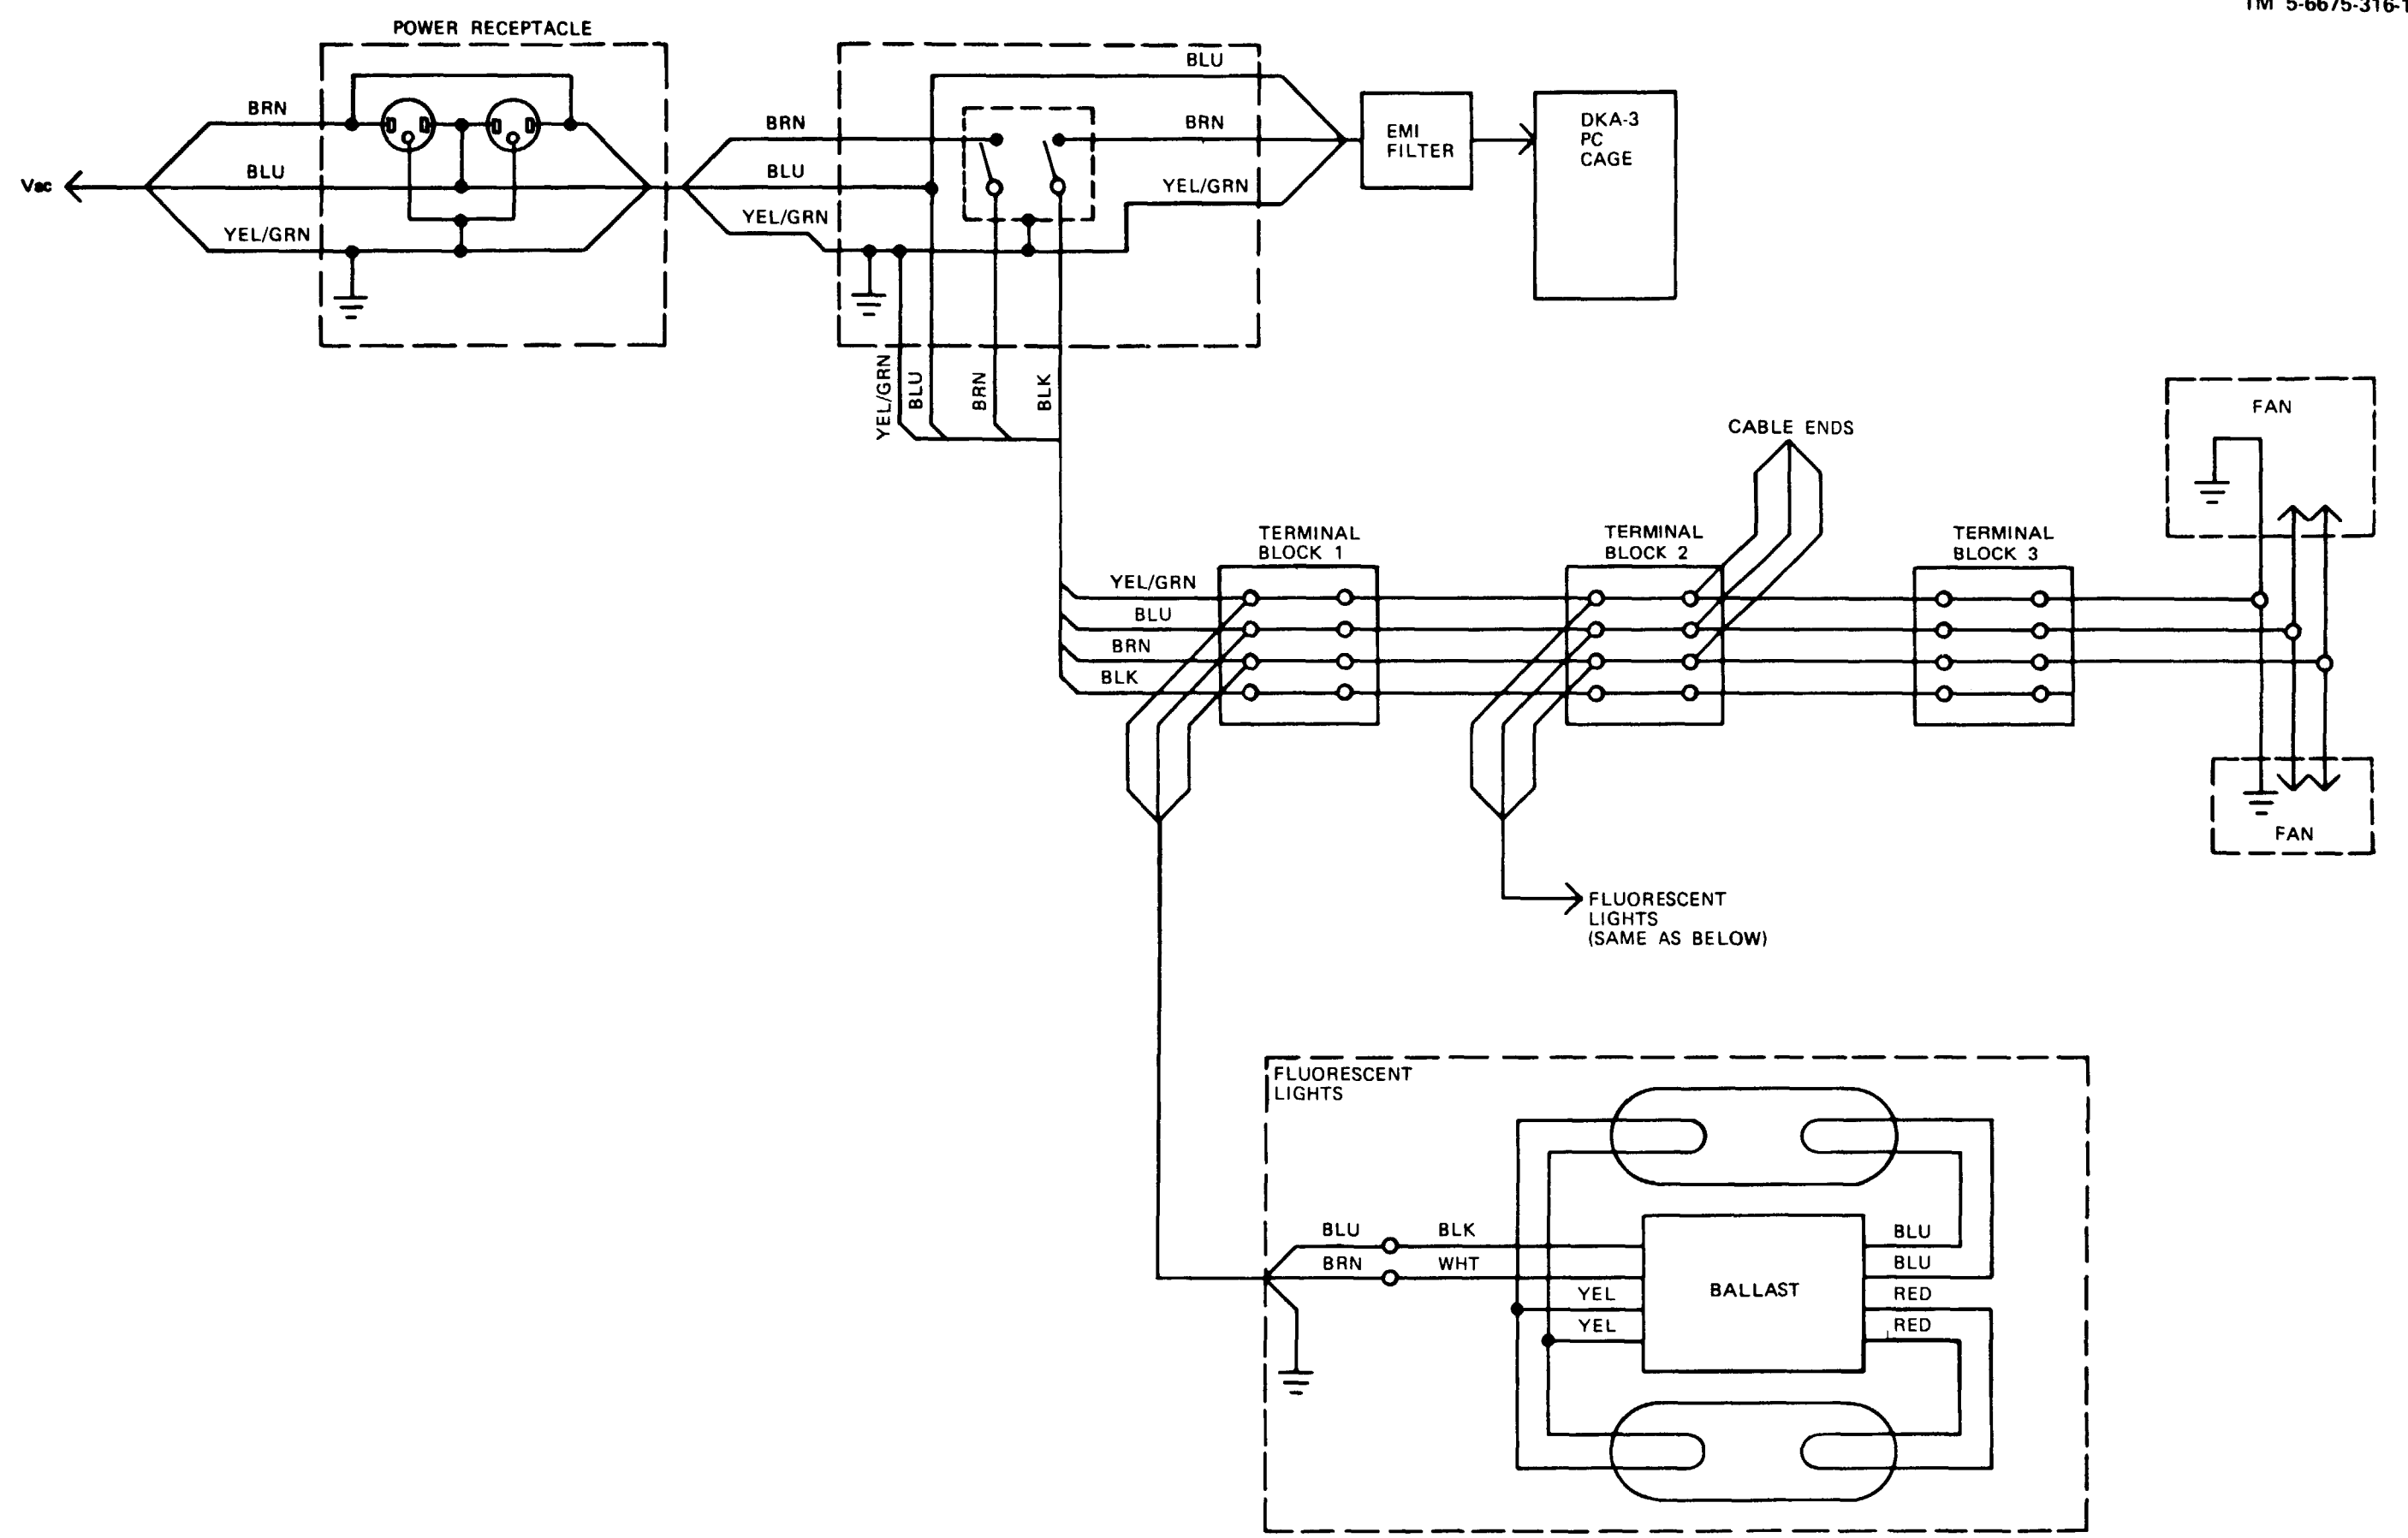 TM 5-6675-316-1
POWER RECEPTACLE
BRN
BLU
YEL/GRN
Vac
BRN
BLU
YEL/GRN
BLU
BRN
YEL/GRN
EMI
FILTER
DKA-3
PC
CAGE
YEL/GRN
BLU
BRN
BLK
CABLE ENDS
FAN
TERMINAL
BLOCK 1
TERMINAL
BLOCK 2
TERMINAL
BLOCK 3
YEL/GRN
BLU
BRN
BLK
FAN
FLUORESCENT
LIGHTS
(SAME AS BELOW)
FLUORESCENT
LIGHTS
BLU
BLK
BRN
WHT
YEL
YEL
BALLAST
BLU
BLU
RED
RED